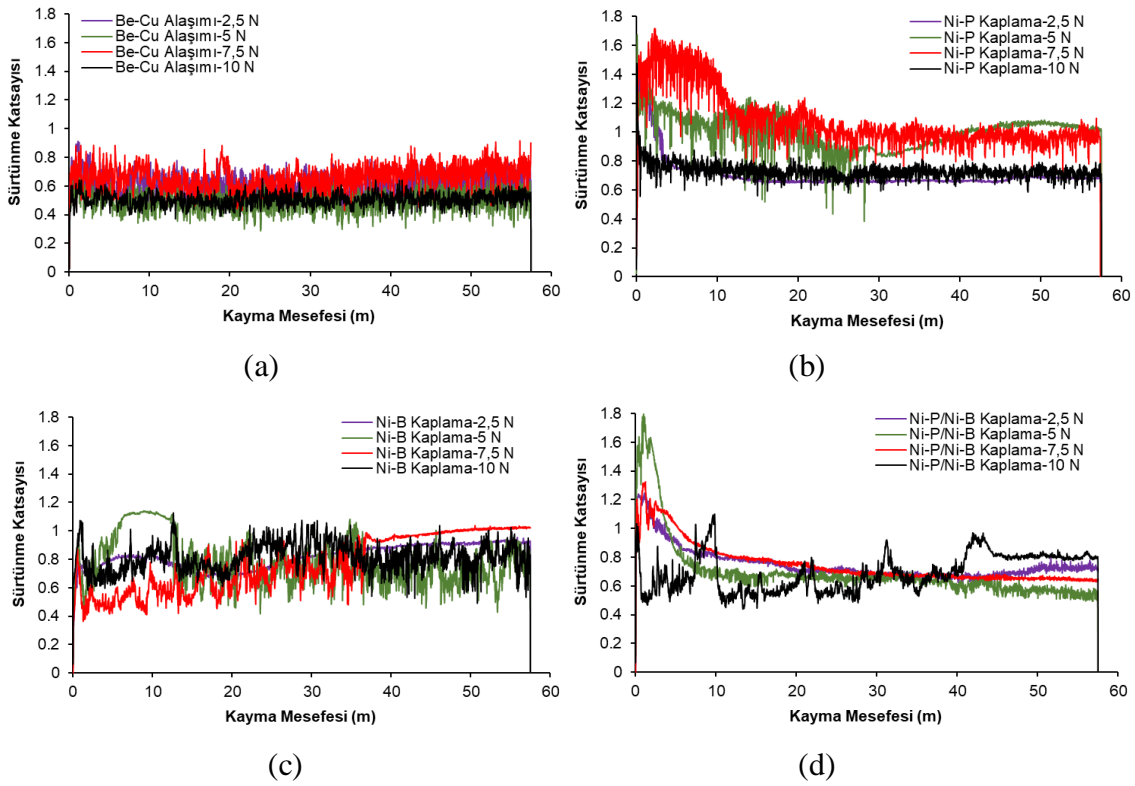 Sürtünme Katsayısı
1.8
1.6
1.4
1.2
1
0.8
0.6
0.4
0.2
0
Be-Cu Alaşımı-2,5 N
Be-Cu Alaşımı-5 N
Be-Cu Alaşımı-7,5 N
Be-Cu Alaşımı-10 N
0 10 20 30 40 50 60
Kayma Mesefesi (m)
(a)
Sürtünme Katsayısı
1.8
1.6
1.4
1.2
1
0.8
0.6
0.4
0.2
0
Ni-P Kaplama-2,5 N
Ni-P Kaplama-5 N
Ni-P Kaplama-7,5 N
Ni-P Kaplama-10 N
0 10 20 30 40 50 60
Kayma Mesefesi (m)
(b)
Sürtünme Katsayısı
1.8
1.6
1.4
1.2
1
0.8
0.6
0.4
0.2
0
Ni-B Kaplama-2,5 N
Ni-B Kaplama-5 N
Ni-B Kaplama-7,5 N
Ni-B Kaplama-10 N
0 10 20 30 40 50 60
Kayma Mesefesi (m)
(c)
Sürtünme Katsayısı
1.8
1.6
1.4
1.2
1
0.8
0.6
0.4
0.2
0
Ni-P/Ni-B Kaplama-2,5 N
Ni-P/Ni-B Kaplama-5 N
Ni-P/Ni-B Kaplama-7,5 N
Ni-P/Ni-B Kaplama-10 N
0 10 20 30 40 50 60
Kayma Mesefesi (m)
(d)